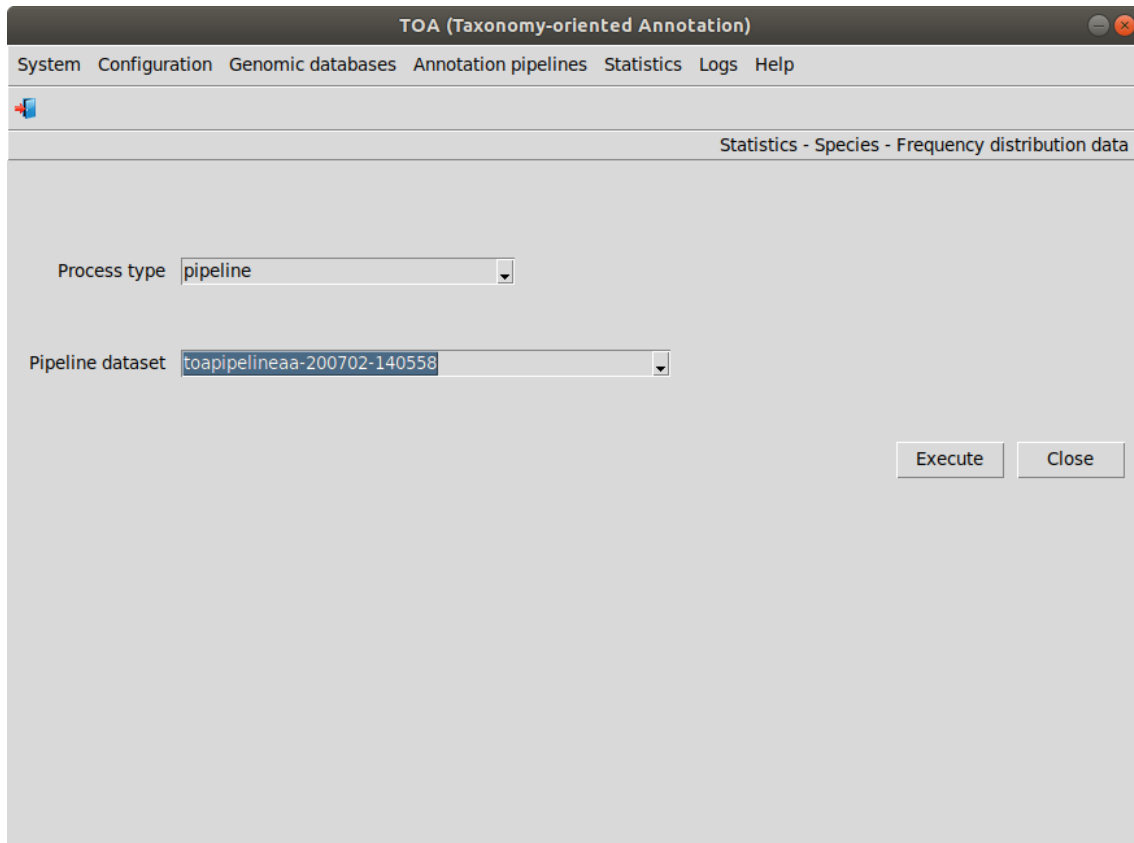 TOA (Taxonomy-oriented Annotation)
System Configuration Genomic databases Annotation pipelines Statistics Logs Help
Statistics - Species - Frequency distribution data
Process type pipeline
Pipeline dataset toapipelineaa-200702-140558
Execute Close